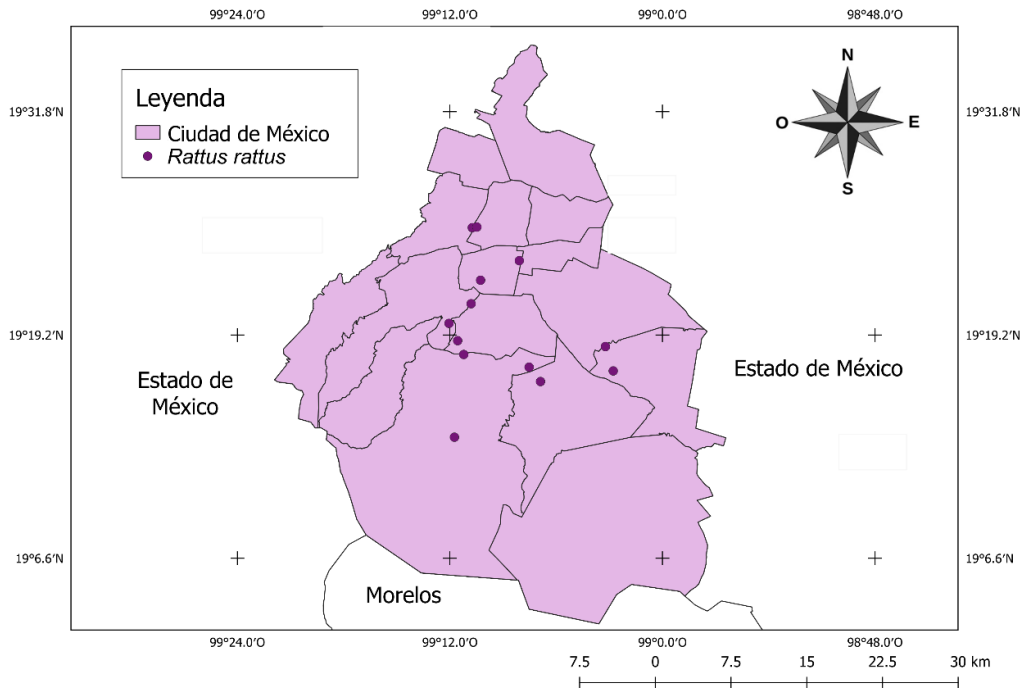 99°24.0′O 99°12.0′O 99°0.0′O 98°48.0′O
N
Leyenda
19°31.8′N 19°31.8′N
O E
Ciudad de México
Rattus rattus
S
19°19.2′N 19°19.2′N
Estado de
México
Estado de México
19°6.6′N 19°6.6′N
Morelos
99°24.0′O 99°12.0′O 99°0.0′O 98°48.0′O
7.5 0 7.5 15 22.5 30 km